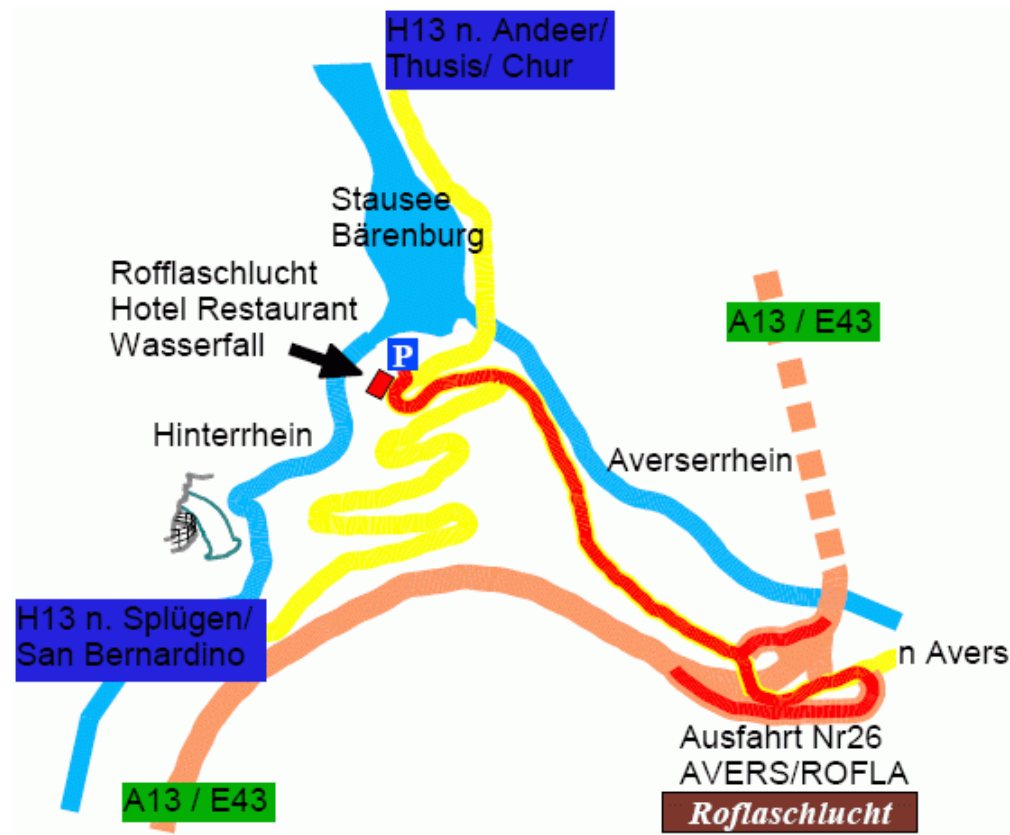 H13 n. Andeer/
Thusis/ Chur
Stausee
Bärenburg
Rofflaschlucht
Hotel Restaurant
Wasserfall
P
A13 / E43
Hinterrhein
Averserrhein
H13 n. Splügen/
San Bernardino
n Avers
Ausfahrt Nr26
AVERS/ROFLA
A13 / E43
Roflaschlucht